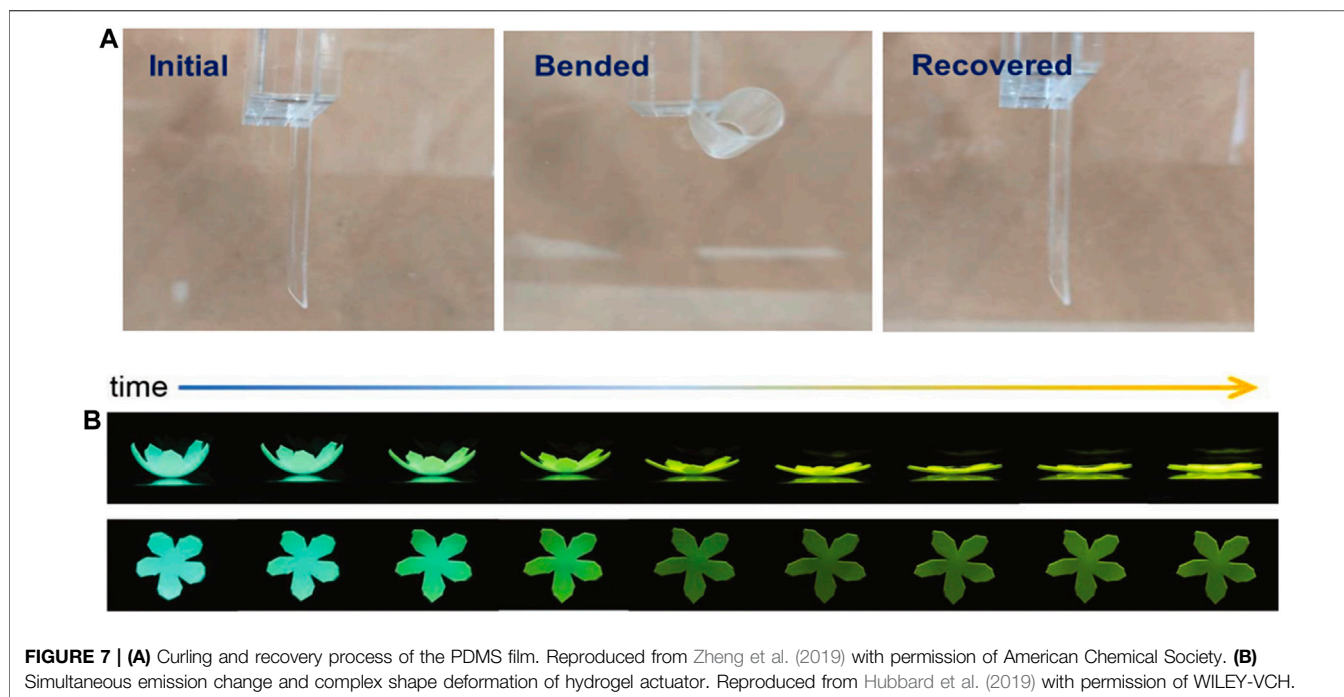 A
Initial
Bended
Recovered
time
B
FIGURE 7 | (A) Curling and recovery process of the PDMS film. Reproduced from Zheng et al. (2019) with permission of American Chemical Society. (B)
Simultaneous emission change and complex shape deformation of hydrogel actuator. Reproduced from Hubbard et al. (2019) with permission of WILEY-VCH.